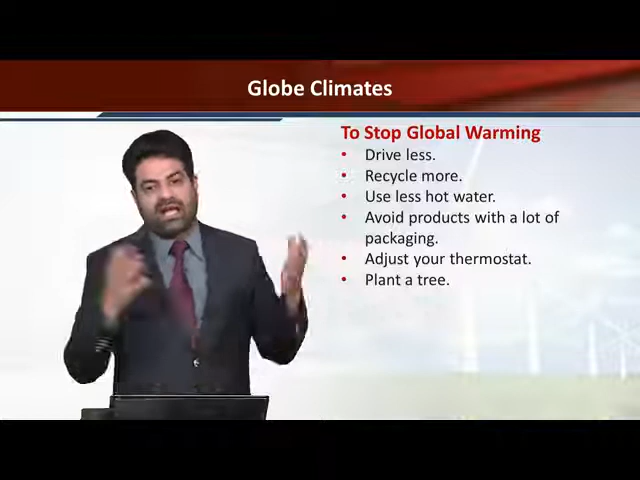 Globe Climates
To Stop Global Warming
• Drive less.
• Recycle more.
• Use less hot water.
• Avoid products with a lot of
packaging.
• Adjust your thermostat.
• Plant a tree.